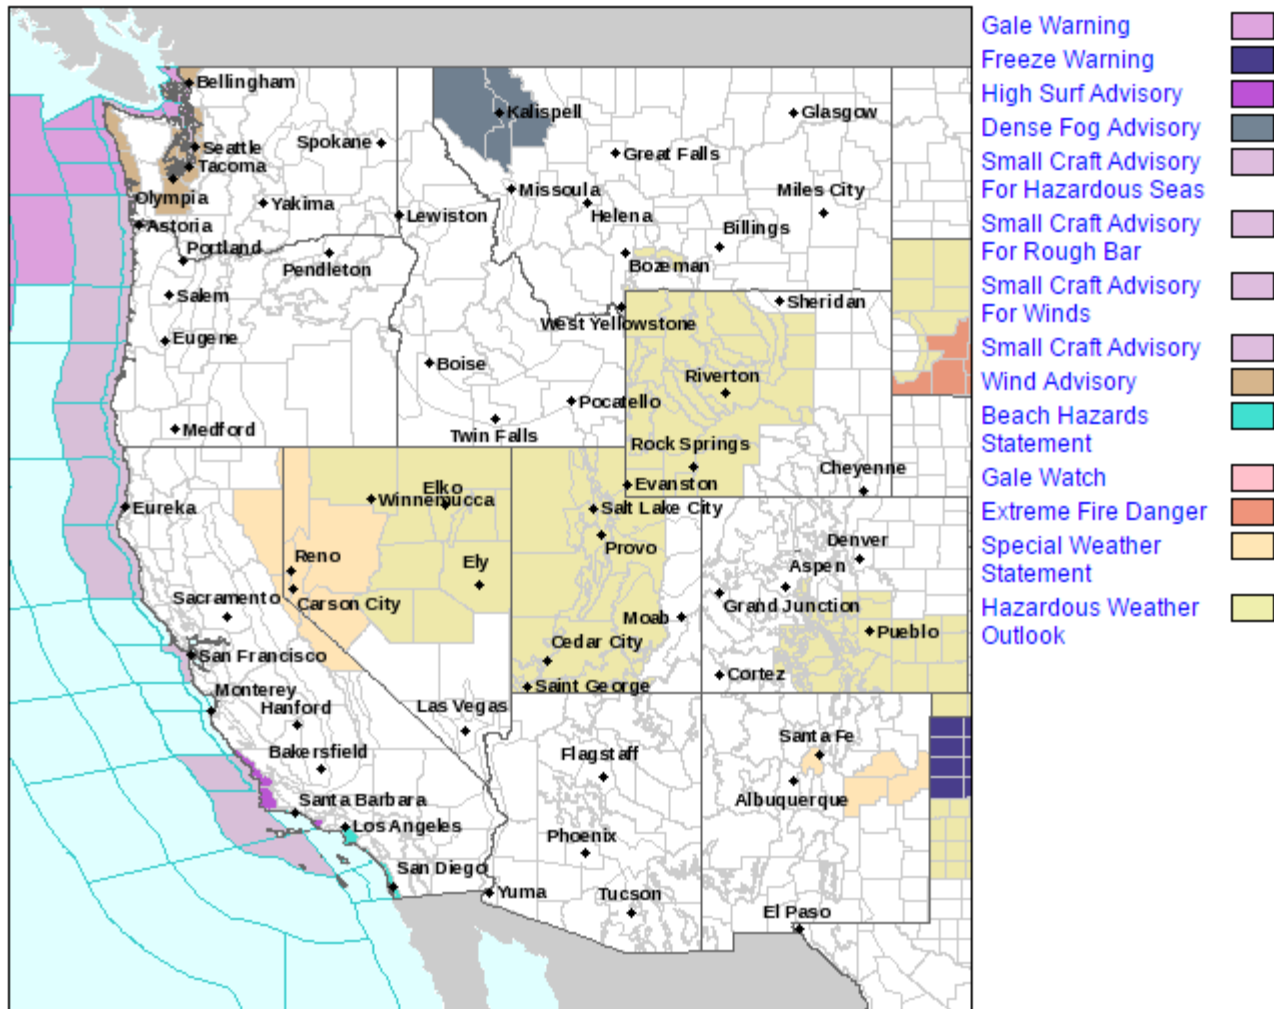 Bellingham
Seattle
Tacoma
Olympia
Spokane
Yakima
Astoria
Portland
Pendleton
Lewiston
Salem
Eugene
Medford
Kalispell
Glasgow
Great Falls
Missoula
Helena
Miles City
Billings
Bozeman
West Yellowstone
Sheridan
Boise
Pocatello
Twin Falls
Riverton
Rock Springs
Evanston
Cheyenne
Eureka
Elko
Winnemucca
Reno
Ely
Carson City
Sacramento
San Francisco
Monterey
Hanford
Bakersfield
Las Vegas
Santa Barbara
Los Angeles
San Diego
Salt Lake City
Provo
Moab
Cedar City
Saint George
Denver
Aspen
Grand Junction
Pueblo
Cortez
Flagstaff
Phoenix
Yuma
Tucson
Santa Fe
Albuquerque
El Paso
Gale Warning
Freeze Warning
High Surf Advisory
Dense Fog Advisory
Small Craft Advisory
For Hazardous Seas
Small Craft Advisory
For Rough Bar
Small Craft Advisory
For Winds
Small Craft Advisory
Wind Advisory
Beach Hazards
Statement
Gale Watch
Extreme Fire Danger
Special Weather
Statement
Hazardous Weather
Outlook